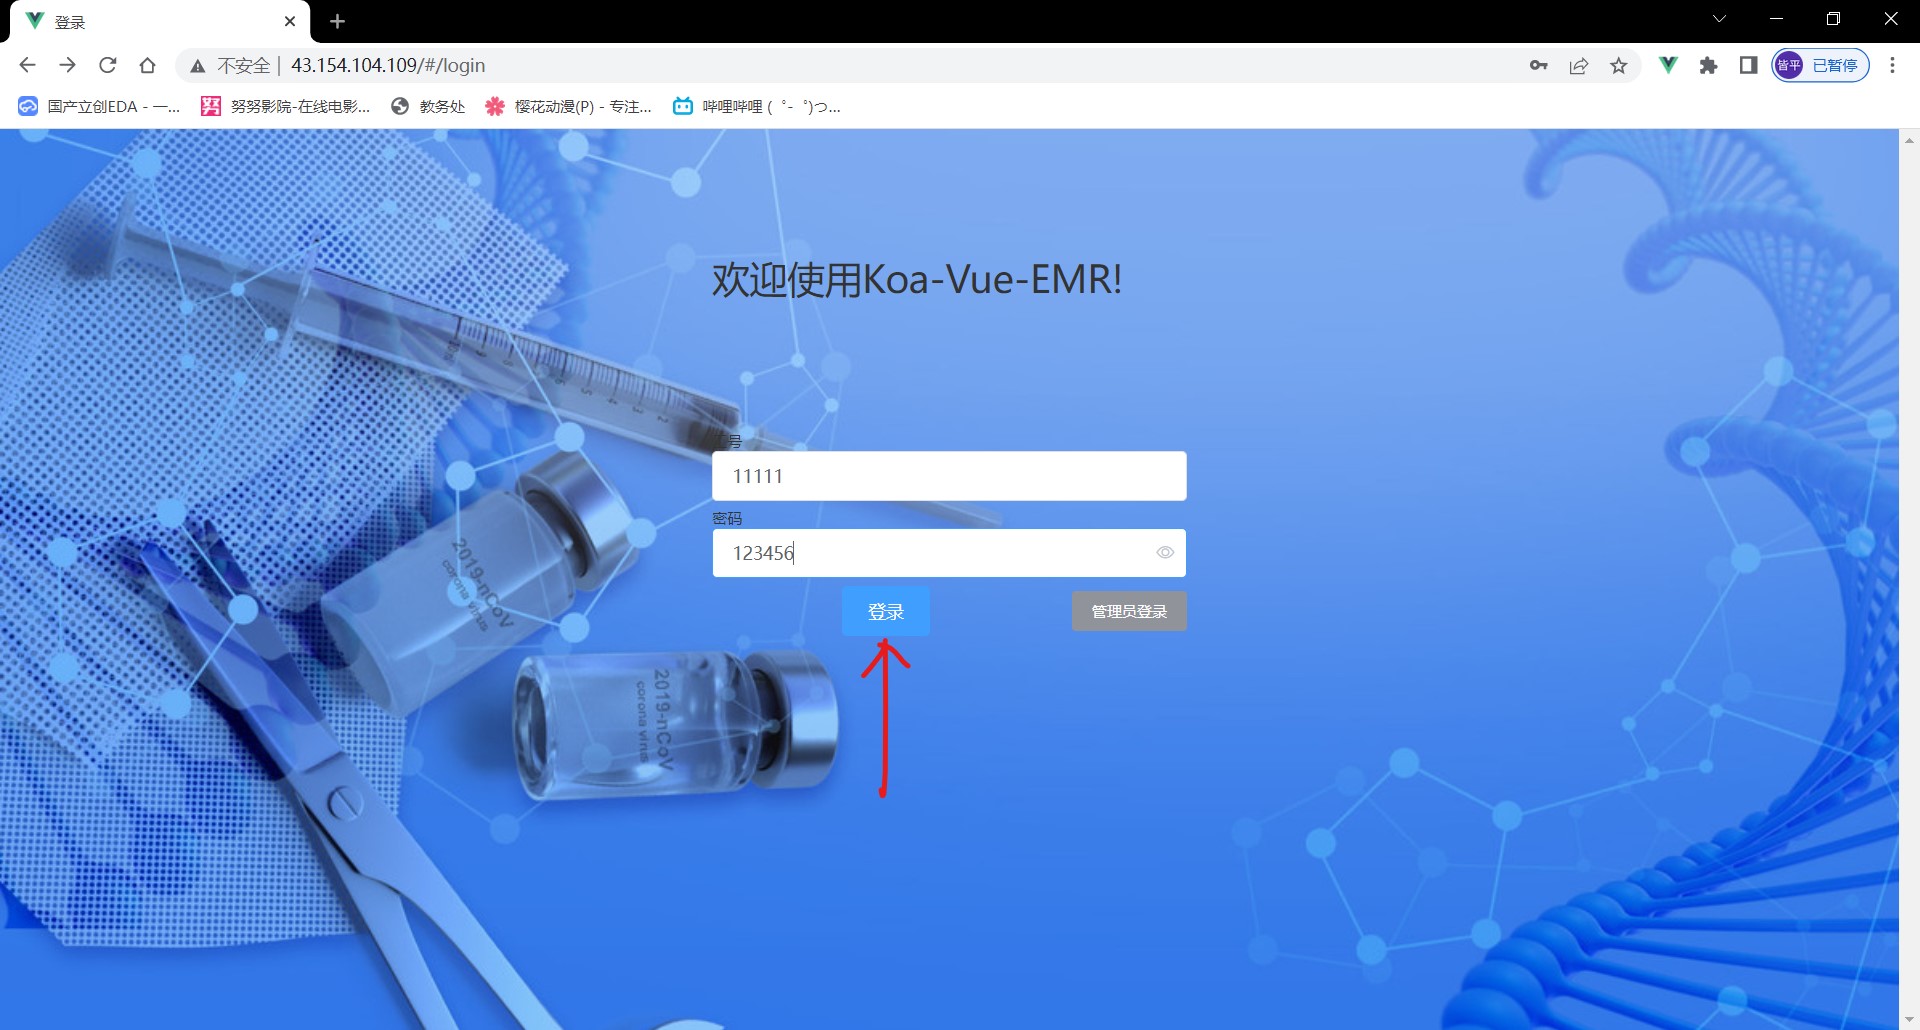 登录
不安全 | 43.154.104.109/#/login
皆平 已暂停
国产立创EDA - 一... 努努影院-在线电影... 教务处 樱花动漫(P) - 专注... 哔哩哔哩 ( ゜- ゜)つ...
欢迎使用Koa-Vue-EMR!
号
11111
密码
123456
登录 管理员登录
2019-nCoV
corona virus
2019-nCoV
corona virus